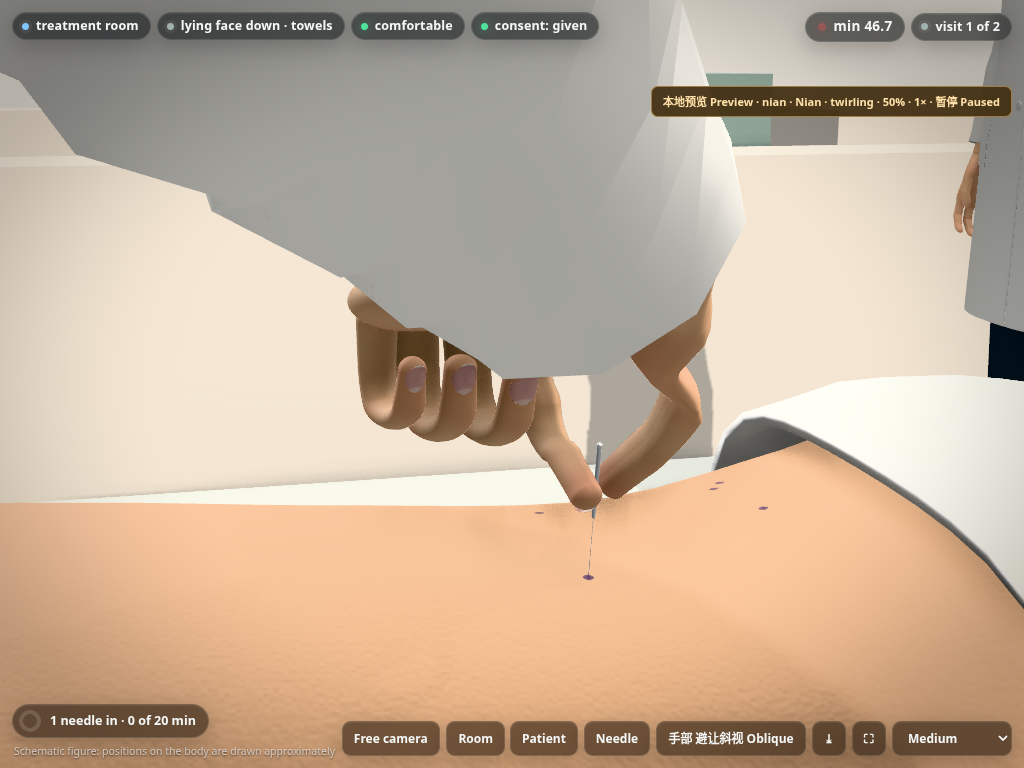 treatment room
lying face down · towels
comfortable
consent: given
min 46.7
visit 1 of 2
本地预览 Preview · nian · Nian · twirling · 50% · 1× · 暂停 Paused
1 needle in · 0 of 20 min
Schematic figure: positions on the body are drawn approximately
Free camera
Room
Patient
Needle
手部 避让斜视 Oblique
Medium